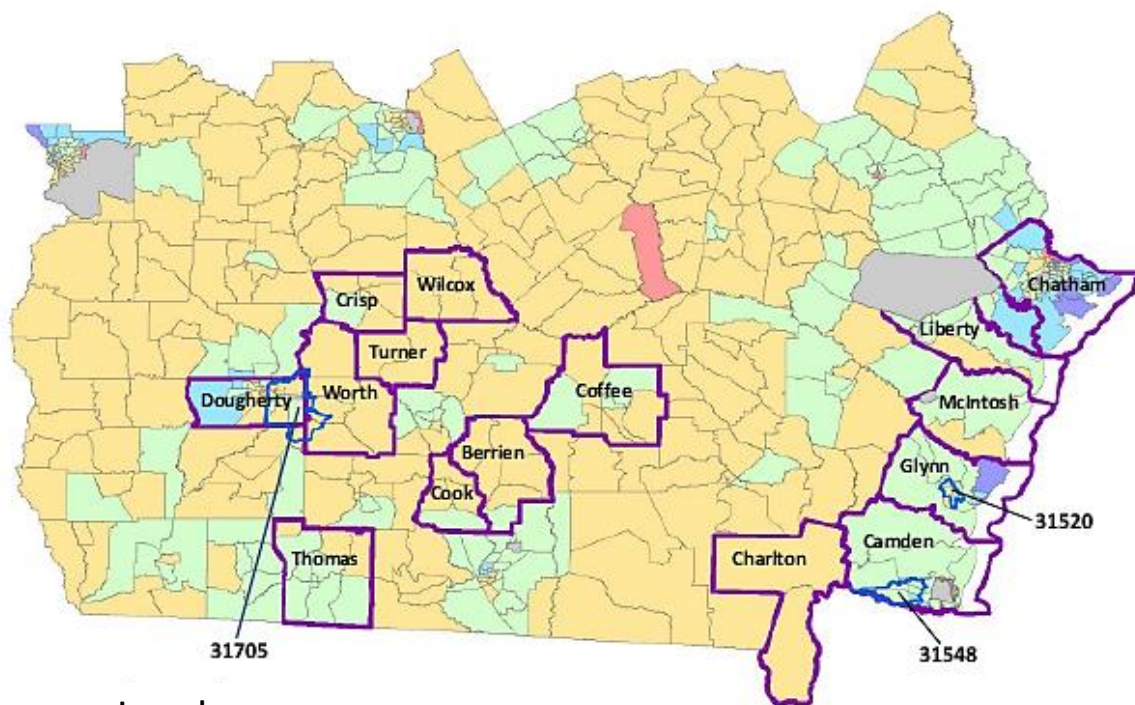 Wilcox
Crisp
Chatham
Liberty
Turner
Dougherty
Worth
Coffee
McIntosh
Berrien
Glynn
Cook
31520
Camden
Thomas
Charlton
31705
31548